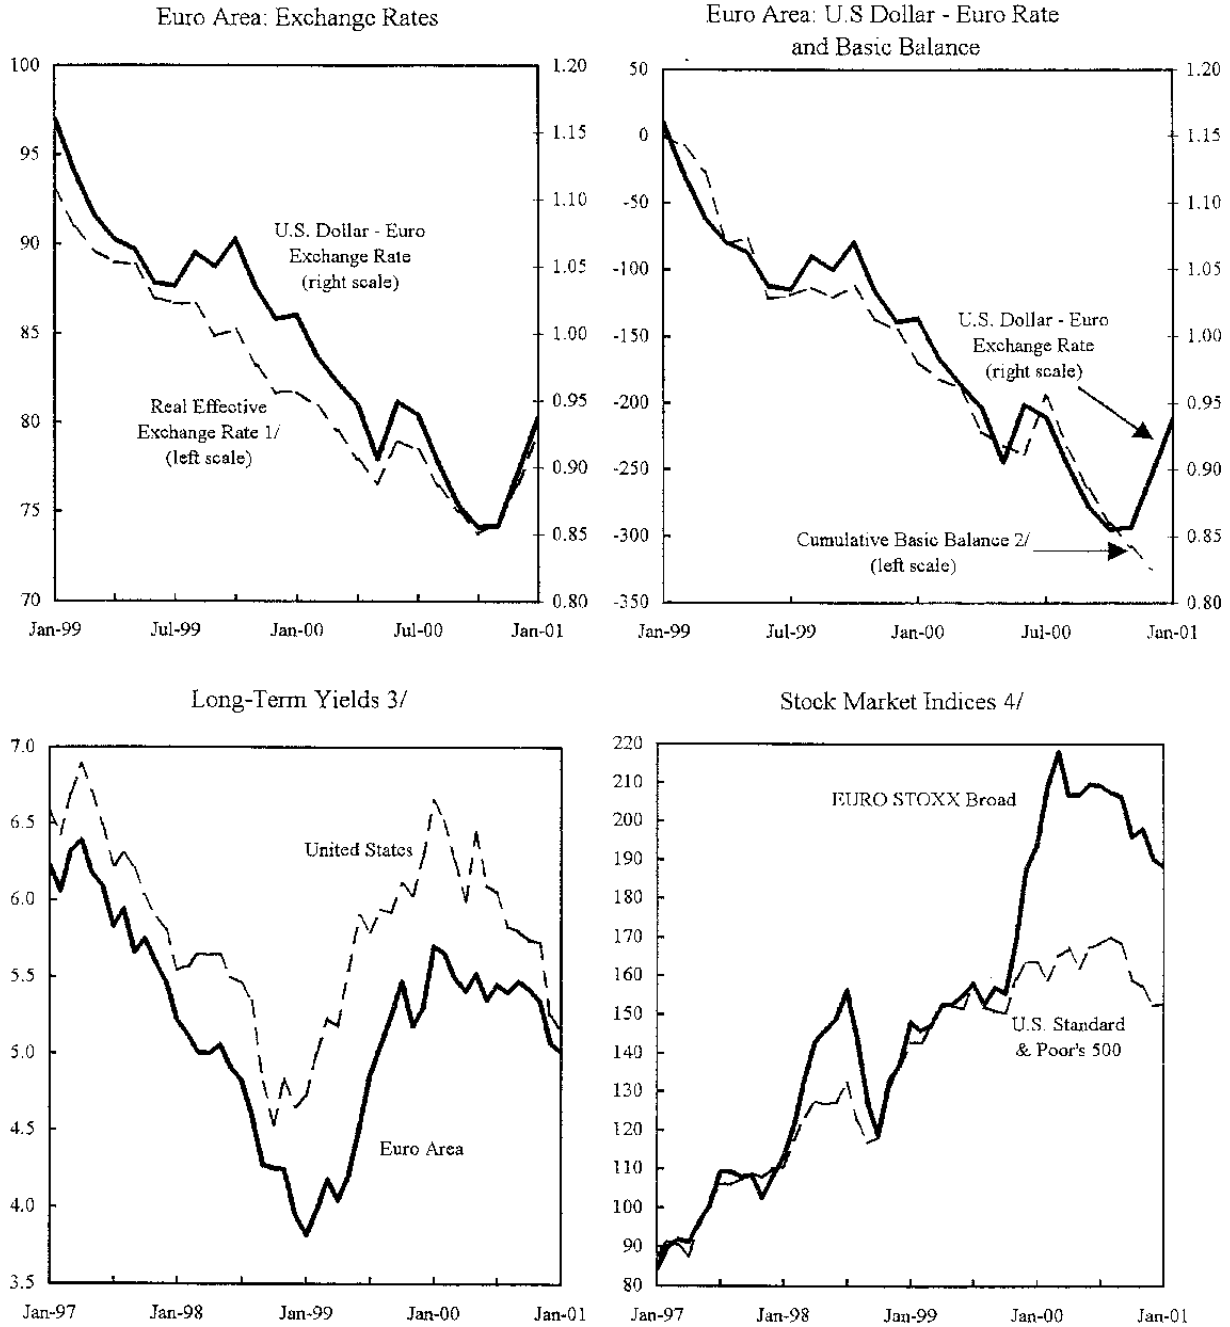 Euro Area: Exchange Rates
100
95
90
85
80
75
70
1.20
1.15
1.10
1.05
1.00
0.95
0.90
0.85
0.80
U.S. Dollar - Euro
Exchange Rate
(right scale)
Real Effective
Exchange Rate 1/
(left scale)
Jan-99
Jul-99
Jan-00
Jul-00
Jan-01
Euro Area: U.S Dollar - Euro Rate
and Basic Balance
50
0
-50
-100
-150
-200
-250
-300
-350
1.20
1.15
1.10
1.05
1.00
0.95
0.90
0.85
0.80
U.S. Dollar - Euro
Exchange Rate
(right scale)
Cumulative Basic Balance 2/
(left scale)
Jan-99
Jul-99
Jan-00
Jul-00
Jan-01
Long-Term Yields 3/
7.0
6.5
6.0
5.5
5.0
4.5
4.0
3.5
United States
Euro Area
Jan-97
Jan-98
Jan-99
Jan-00
Jan-01
Stock Market Indices 4/
220
210
200
190
180
170
160
150
140
130
120
110
100
90
80
EURO STOXX Broad
U.S. Standard
& Poor's 500
Jan-97
Jan-98
Jan-99
Jan-00
Jan-01